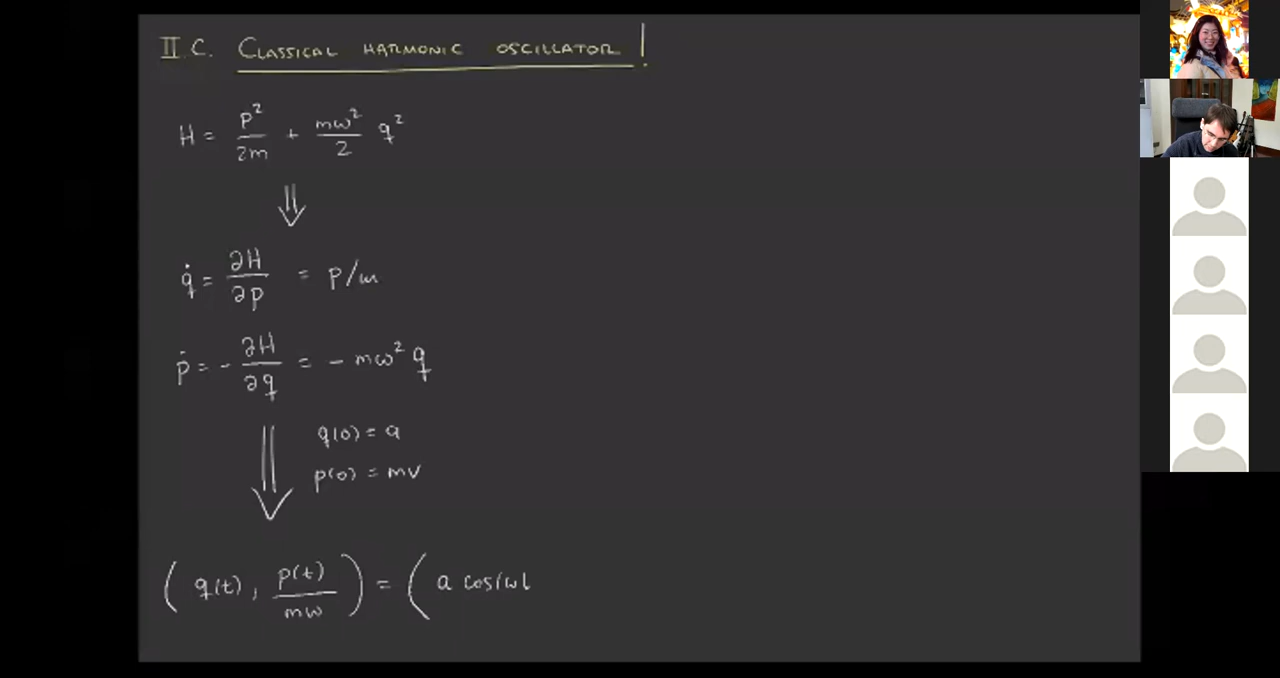 II.C. CLASSICAL HARMONIC OSCILLATOR!
H = p²/2m + mω²/2 q²
⇓
q̇ = ∂H/∂p = p/m
ṗ = - ∂H/∂q = - mω² q
q(0) = a
⇓
p(0) = mv
( q(t), p(t)/mω ) = ( a cos(ωt